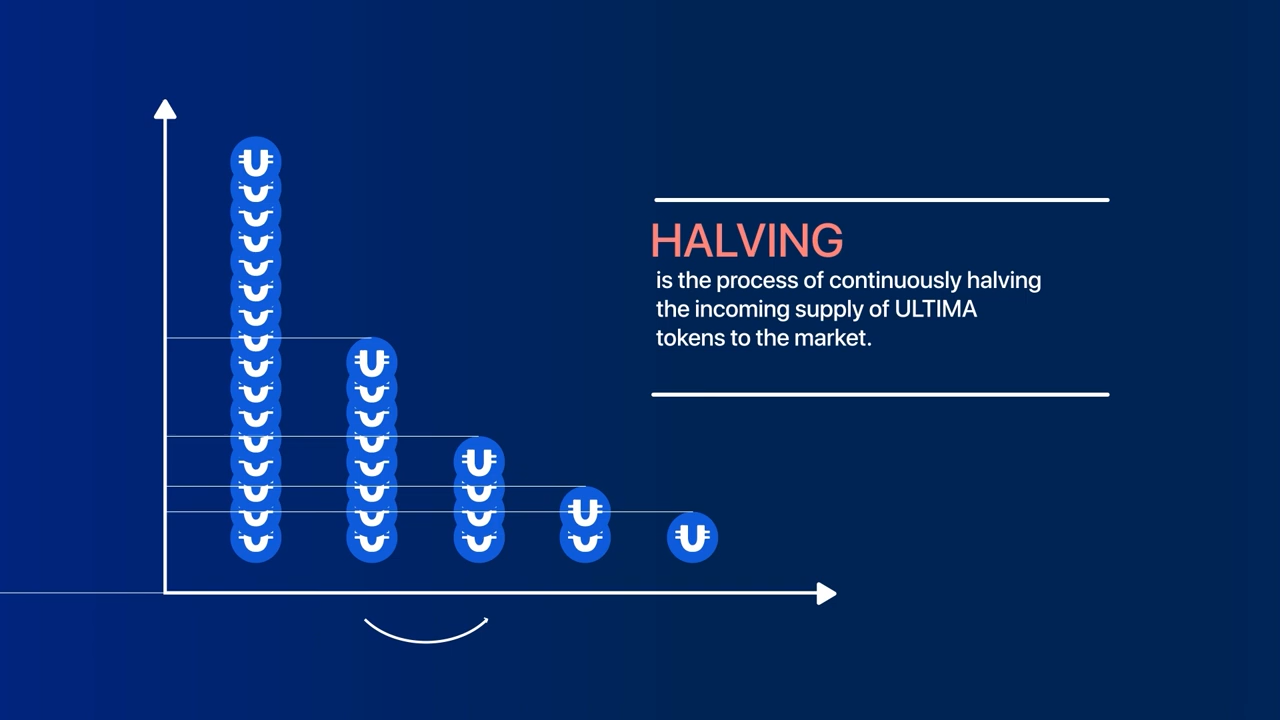 HALVING
is the process of continuously halving
the incoming supply of ULTIMA
tokens to the market.